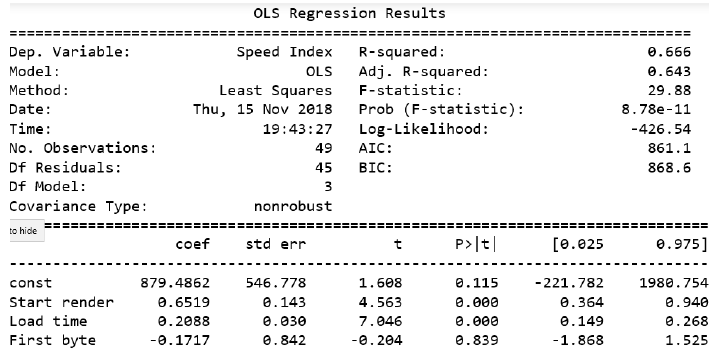 OLS Regression Results
==============================================================================
Dep. Variable: Speed Index R-squared: 0.666
Model: OLS Adj. R-squared: 0.643
Method: Least Squares F-statistic: 29.88
Date: Thu, 15 Nov 2018 Prob (F-statistic): 8.78e-11
Time: 19:43:27 Log-Likelihood: -426.54
No. Observations: 49 AIC: 861.1
Df Residuals: 45 BIC: 868.6
Df Model: 3
Covariance Type: nonrobust
to hide ================================================================================
coef std err t P>|t| [0.025 0.975]
--------------------------------------------------------------------------------
const 879.4862 546.778 1.608 0.115 -221.782 1980.754
Start render 0.6519 0.143 4.563 0.000 0.364 0.940
Load time 0.2088 0.030 7.046 0.000 0.149 0.268
First byte -0.1717 0.842 -0.204 0.839 -1.868 1.525